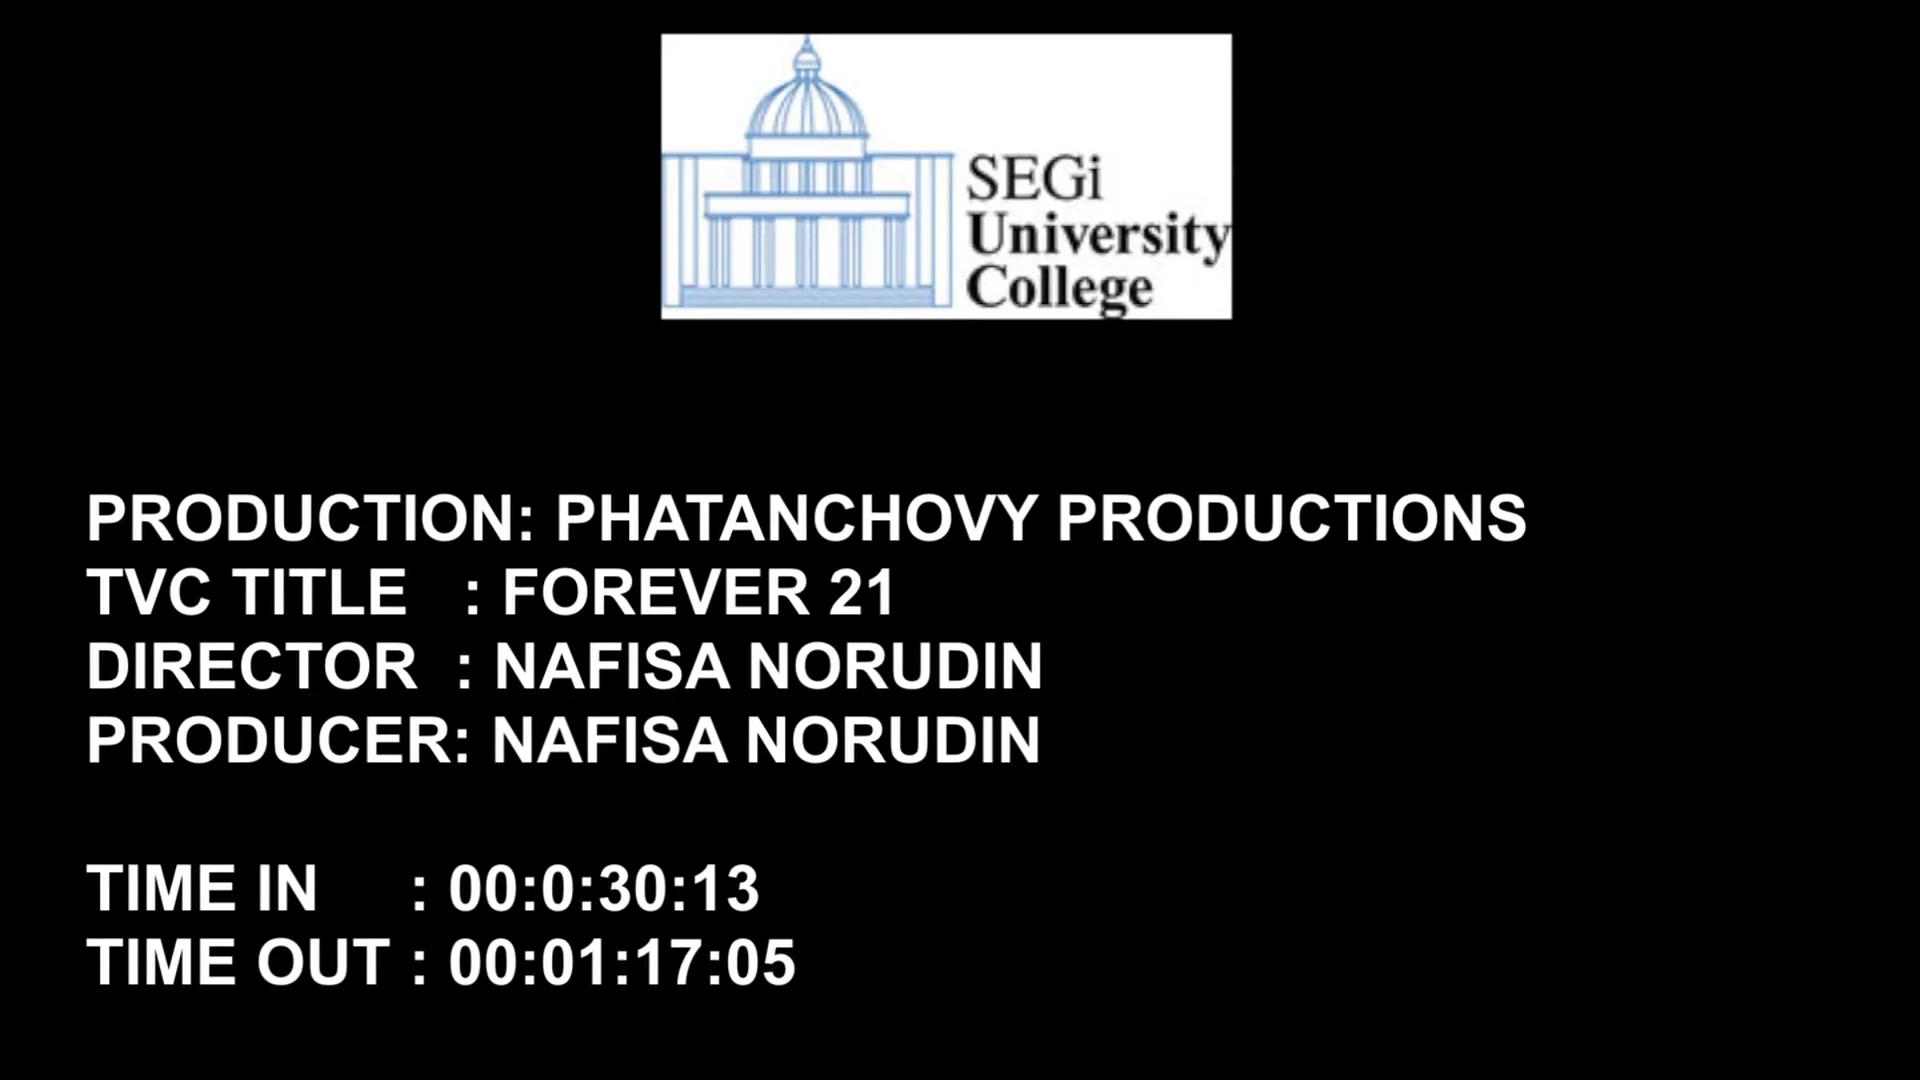 SEGi
University
College
PRODUCTION: PHATANCHOVY PRODUCTIONS
TVC TITLE : FOREVER 21
DIRECTOR : NAFISA NORUDIN
PRODUCER: NAFISA NORUDIN
TIME IN : 00:0:30:13
TIME OUT : 00:01:17:05